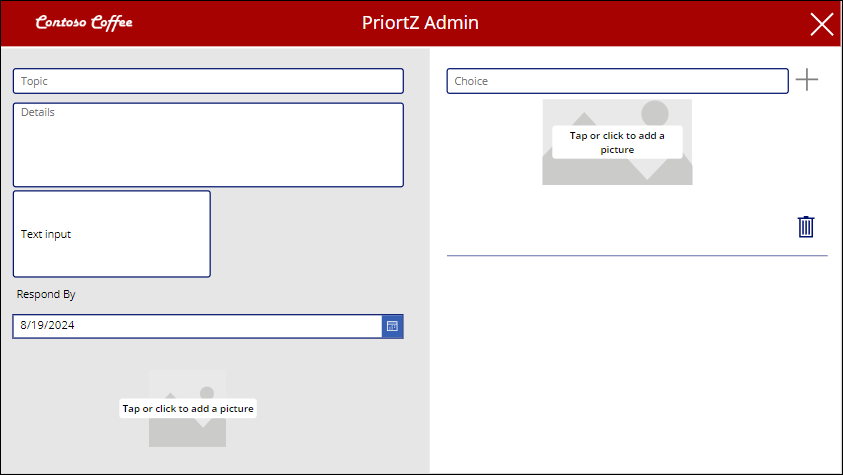 Contoso Coffee
PriortZ Admin
Topic
Details
Text input
Respond By
8/19/2024
Tap or click to add a picture
Choice
Tap or click to add a
picture